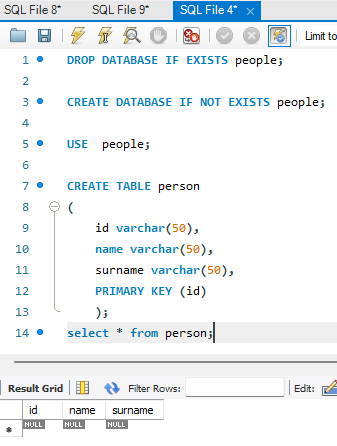 SQL File 8* SQL File 9* SQL File 4* ×
Limit to
1 DROP DATABASE IF EXISTS people;
2
3 CREATE DATABASE IF NOT EXISTS people;
4
5 USE  people;
6
7 CREATE TABLE person
8 (
9 id varchar(50),
10 name varchar(50),
11 surname varchar(50),
12 PRIMARY KEY (id)
13 );
14 select * from person;
Result Grid Filter Rows: Edit:
id name surname
* NULL NULL NULL